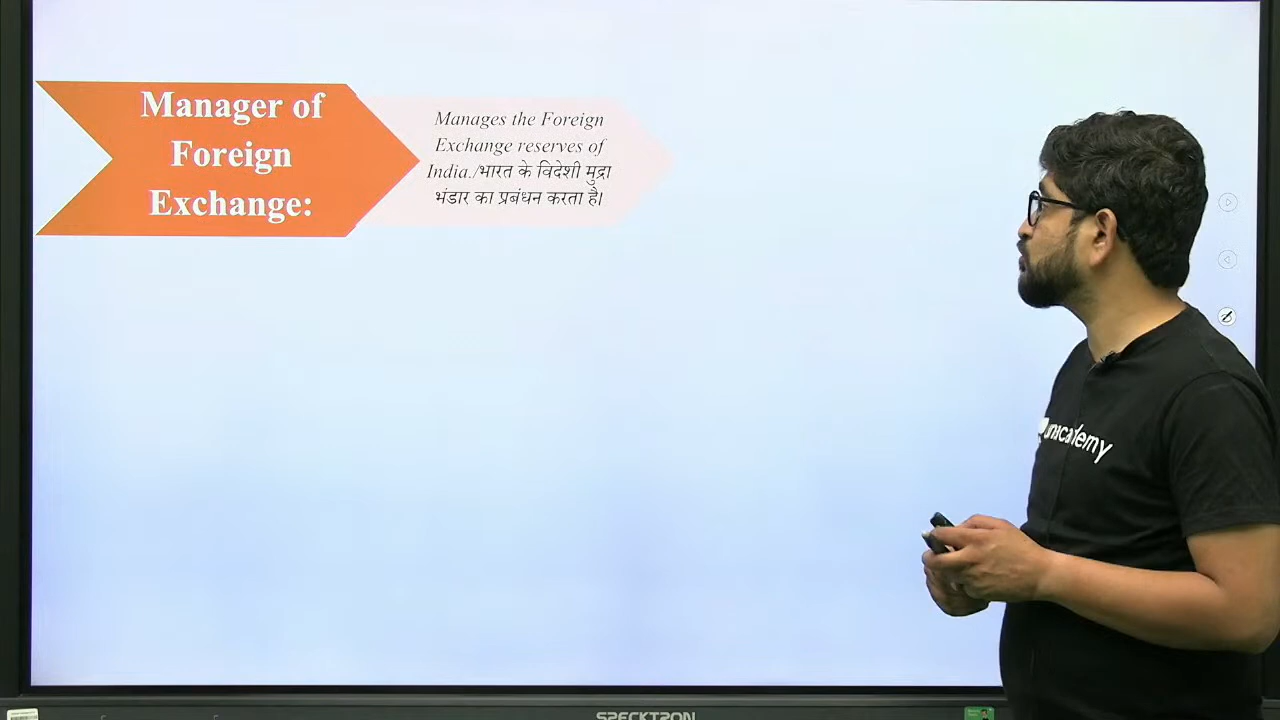 Manager of
Foreign
Exchange:
Manages the Foreign
Exchange reserves of
India./भारत के विदेशी मुद्रा
भंडार का प्रबंधन करता है।
unacademy
SPECKTRON